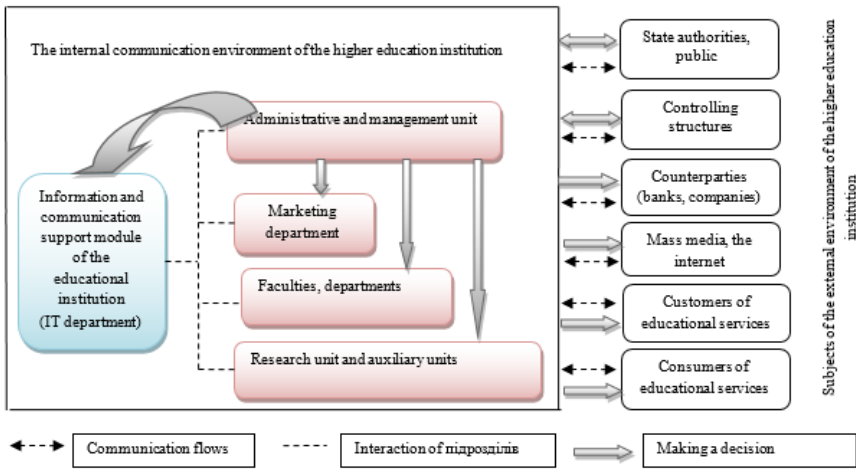 The internal communication environment of the higher education institution
Administrative and management unit
Information and
communication
support module
of the
educational
institution
(IT department)
Marketing
department
Faculties, departments
Research unit and auxiliary units
State authorities,
public
Controlling
structures
Counterparties
(banks, companies)
Mass media, the
internet
Customers of
educational services
Consumers of
educational services
Subjects of the external environment of the higher education
institution
Communication flows
Interaction of підрозділів
Making a decision